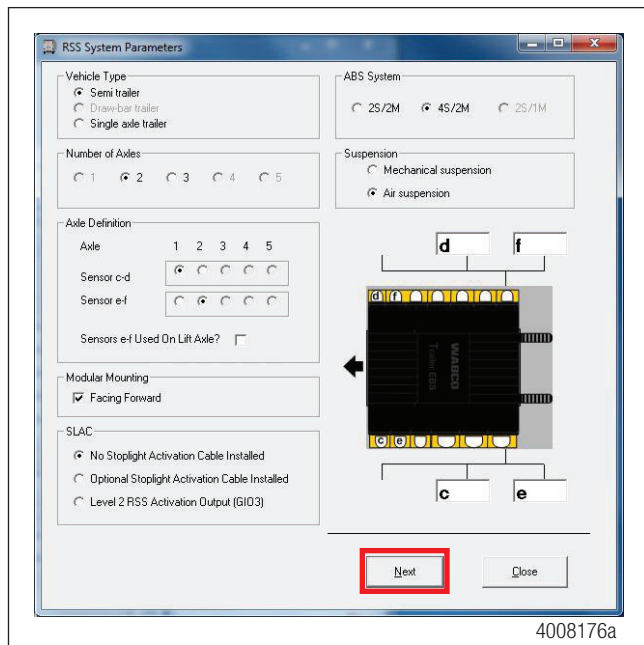 RSS System Parameters
Vehicle Type
Semi trailer
Draw-bar trailer
Single axle trailer
ABS System
2S/2M 4S/2M 2S/1M
Number of Axles
1 2 3 4 5
Suspension
Mechanical suspension
Air suspension
Axle Definition
Axle 1 2 3 4 5
Sensor c-d
Sensor e-f
Sensors e-f Used On Lift Axle?
d f
d f
WABCO
Trailer EBS
c e
c e
Modular Mounting
Facing Forward
SLAC
No Stoplight Activation Cable Installed
Optional Stoplight Activation Cable Installed
Level 2 RSS Activation Output (GIO3)
Next Close
4008176a